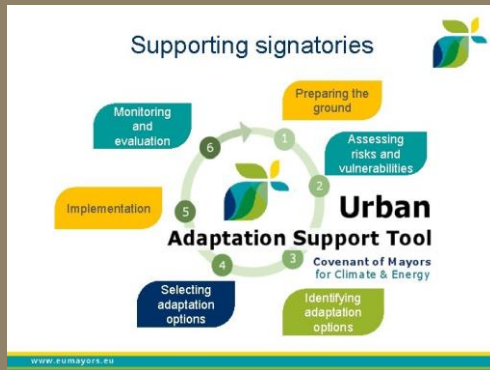 Supporting signatories
Preparing the
ground
1
Assessing
risks and
vulnerabilities
2
Urban
Adaptation Support Tool
Covenant of Mayors
for Climate & Energy
3
Identifying
adaptation
options
4
Selecting
adaptation
options
5
Implementation
6
Monitoring
and
evaluation
www.eumayors.eu